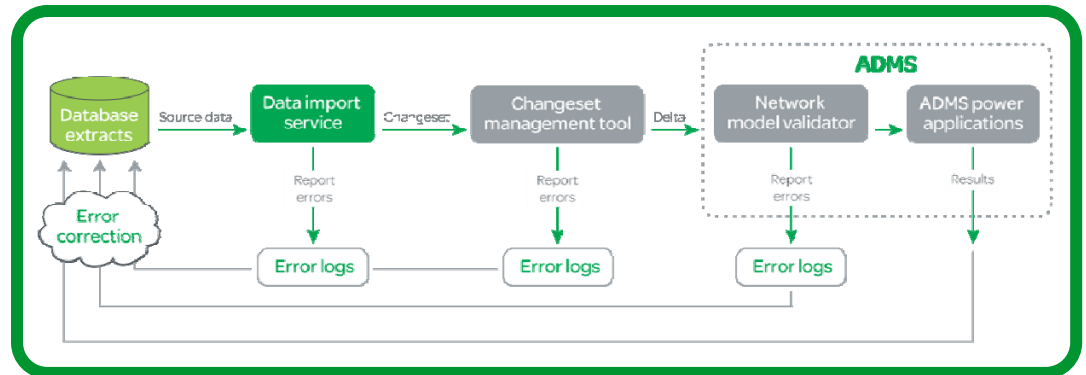 ADMS
Database
extracts
Source data
Data import
service
Changeset
Changeset
management tool
Delta
Network
model validator
ADMS power
applications
Report
errors
Report
errors
Report
errors
Results
Error
correction
Error logs
Error logs
Error logs